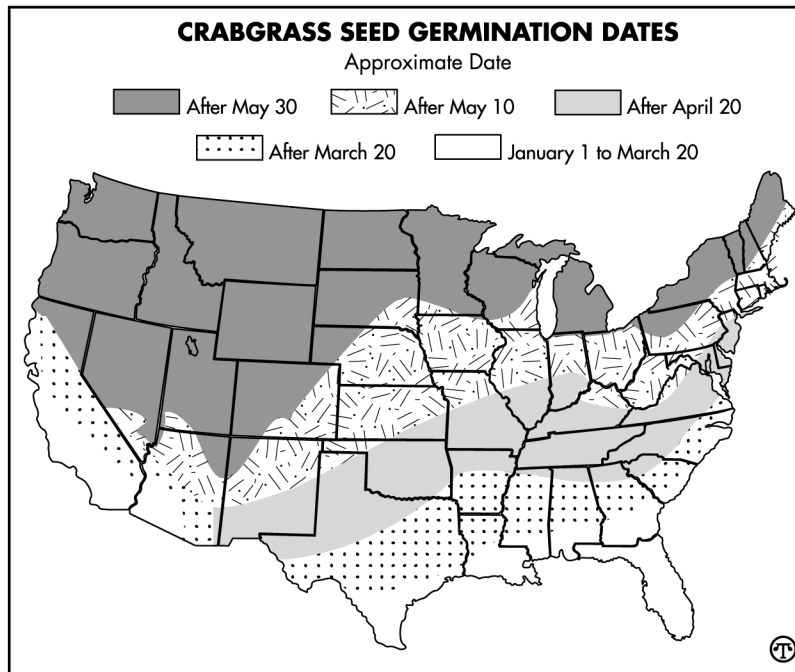 CRABGRASS SEED GERMINATION DATES
Approximate Date
After May 30 After May 10 After April 20
After March 20 January 1 to March 20
T